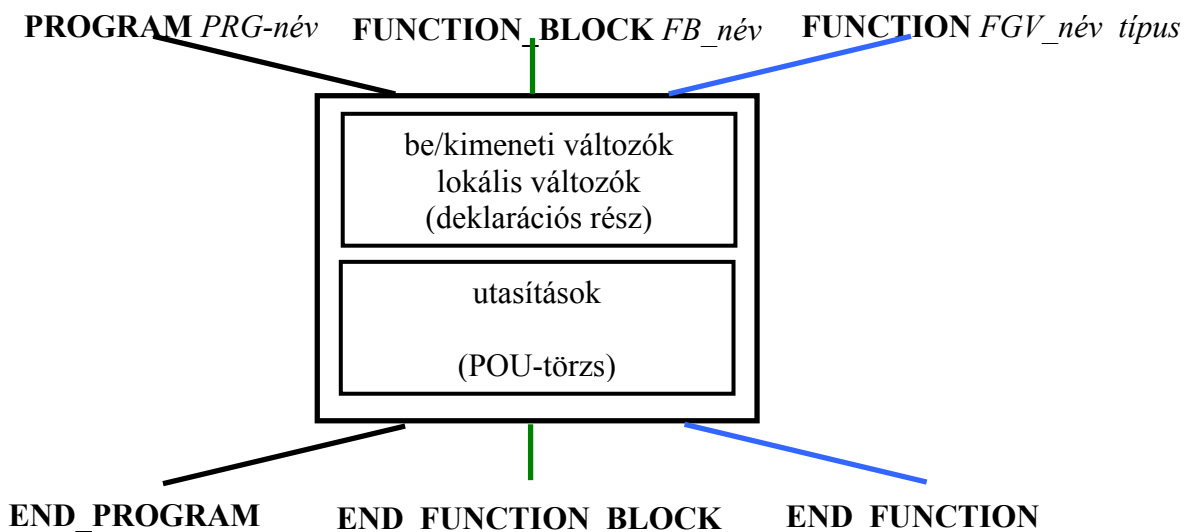 PROGRAM PRG-név FUNCTION_BLOCK FB_név FUNCTION FGV_név típus
be/kimeneti változók
lokális változók
(deklarációs rész)
utasítások
(POU-törzs)
END_PROGRAM END_FUNCTION_BLOCK END_FUNCTION